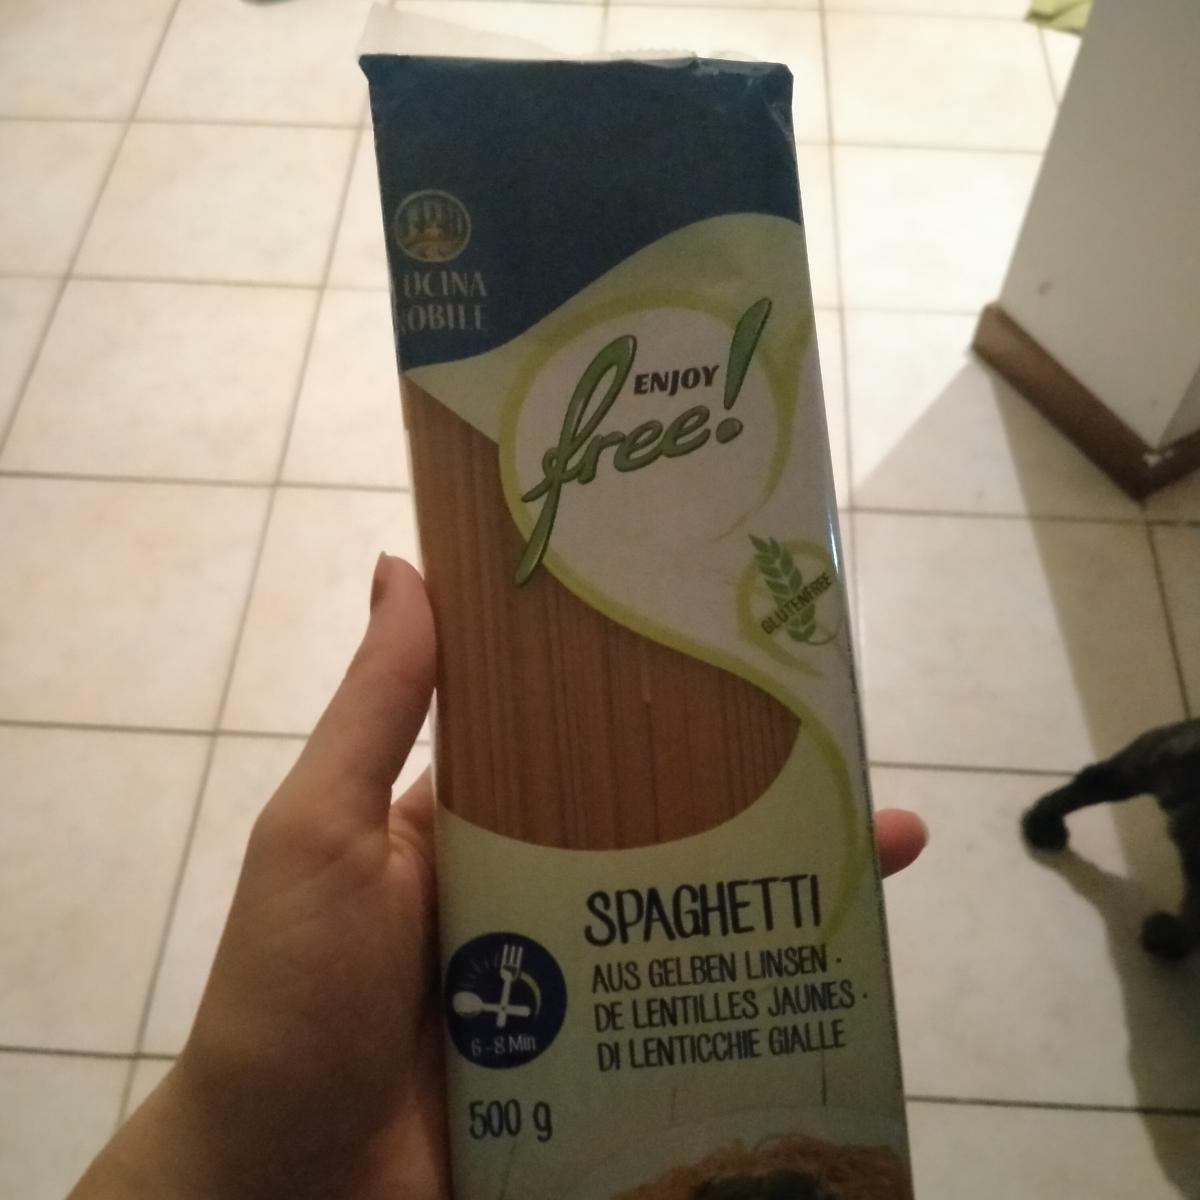 UCINA
OBILE
ENJOY
free!
GLUTENFREE
SPAGHETTI
AUS GELBEN LINSEN ·
DE LENTILLES JAUNES ·
DI LENTICCHIE GIALLE
6-8 Min
500 g